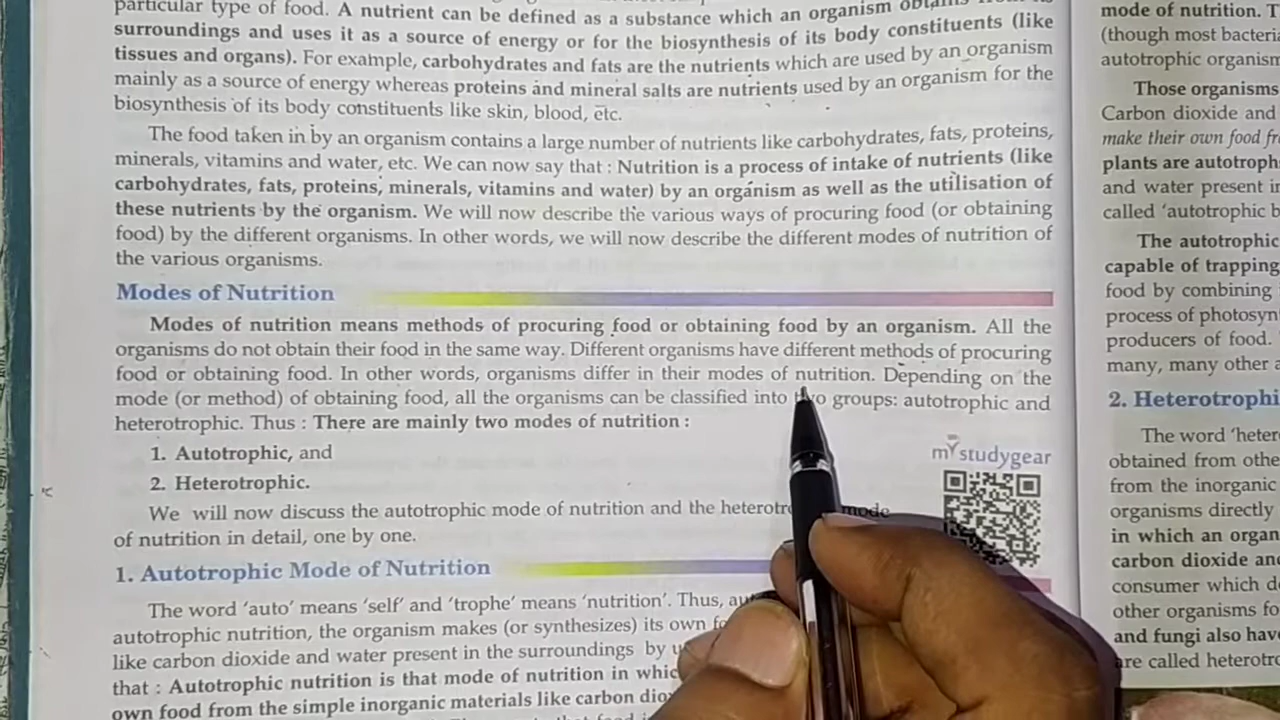 particular type of food. A nutrient can be defined as a substance which an organism obtains from its
surroundings and uses it as a source of energy or for the biosynthesis of its body constituents (like
tissues and organs). For example, carbohydrates and fats are the nutrients which are used by an organism
mainly as a source of energy whereas proteins and mineral salts are nutrients used by an organism for the
biosynthesis of its body constituents like skin, blood, etc.
The food taken in by an organism contains a large number of nutrients like carbohydrates, fats, proteins,
minerals, vitamins and water, etc. We can now say that : Nutrition is a process of intake of nutrients (like
carbohydrates, fats, proteins, minerals, vitamins and water) by an organism as well as the utilisation of
these nutrients by the organism. We will now describe the various ways of procuring food (or obtaining
food) by the different organisms. In other words, we will now describe the different modes of nutrition of
the various organisms.
Modes of Nutrition
Modes of nutrition means methods of procuring food or obtaining food by an organism. All the
organisms do not obtain their food in the same way. Different organisms have different methods of procuring
food or obtaining food. In other words, organisms differ in their modes of nutrition. Depending on the
mode (or method) of obtaining food, all the organisms can be classified into two groups: autotrophic and
heterotrophic. Thus : There are mainly two modes of nutrition :
1. Autotrophic, and
2. Heterotrophic.
mystudygear
We will now discuss the autotrophic mode of nutrition and the mode
of nutrition in detail, one by one.
1. Autotrophic Mode of Nutrition
The word 'auto' means 'self' and 'trophe' means 'nutrition'. Thus,
autotrophic nutrition, the organism makes (or synthesizes) its own
like carbon dioxide and water present in the surroundings by
that : Autotrophic nutrition is that mode of nutrition in
own food from the simple inorganic materials like carbon
mode of nutrition.
(though most
autotrophic
Those organisms
Carbon dioxide and
make their own food
plants are
and water present
called 'autotrophic
The autotrophic
capable of trapping
food by combining
process of
producers of food.
many, many other
2.
The word
obtained from
from the inorganic
organisms directly
in which an
carbon dioxide
consumer which
other organisms
and fungi also
are called